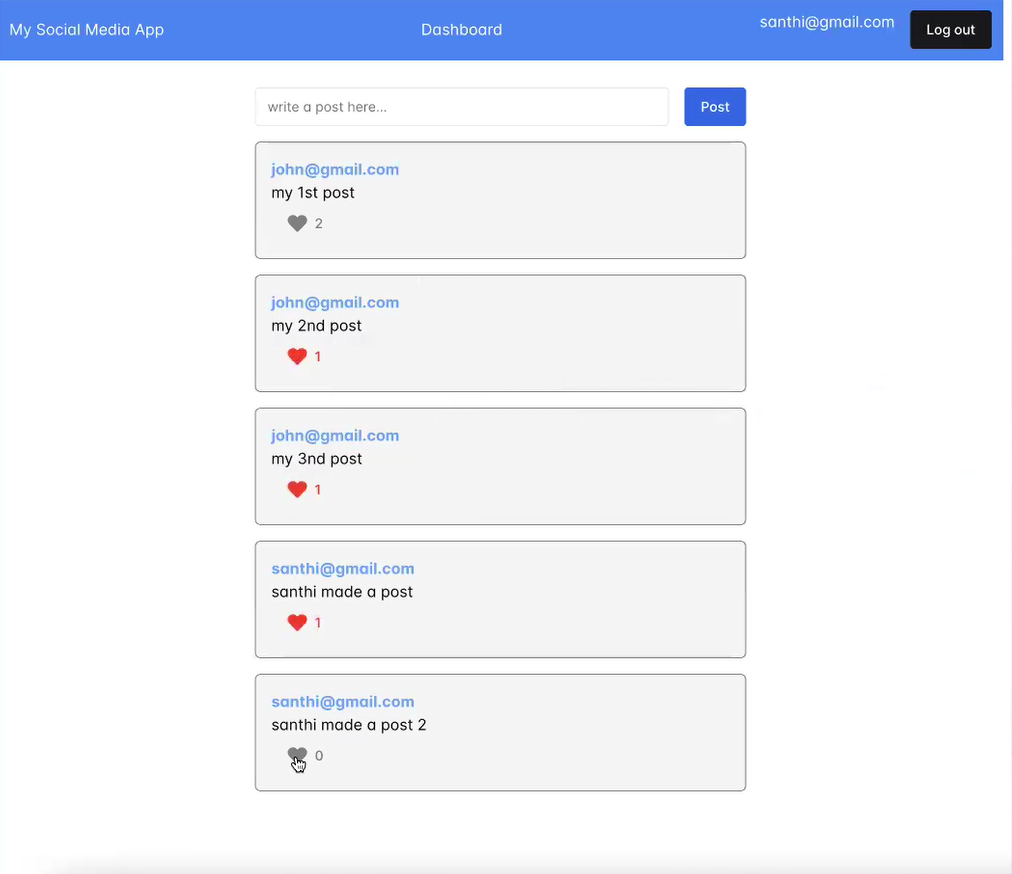 My Social Media App
Dashboard
santhi@gmail.com
Log out
write a post here...
Post
john@gmail.com
my 1st post
2
john@gmail.com
my 2nd post
1
john@gmail.com
my 3nd post
1
santhi@gmail.com
santhi made a post
1
santhi@gmail.com
santhi made a post 2
0